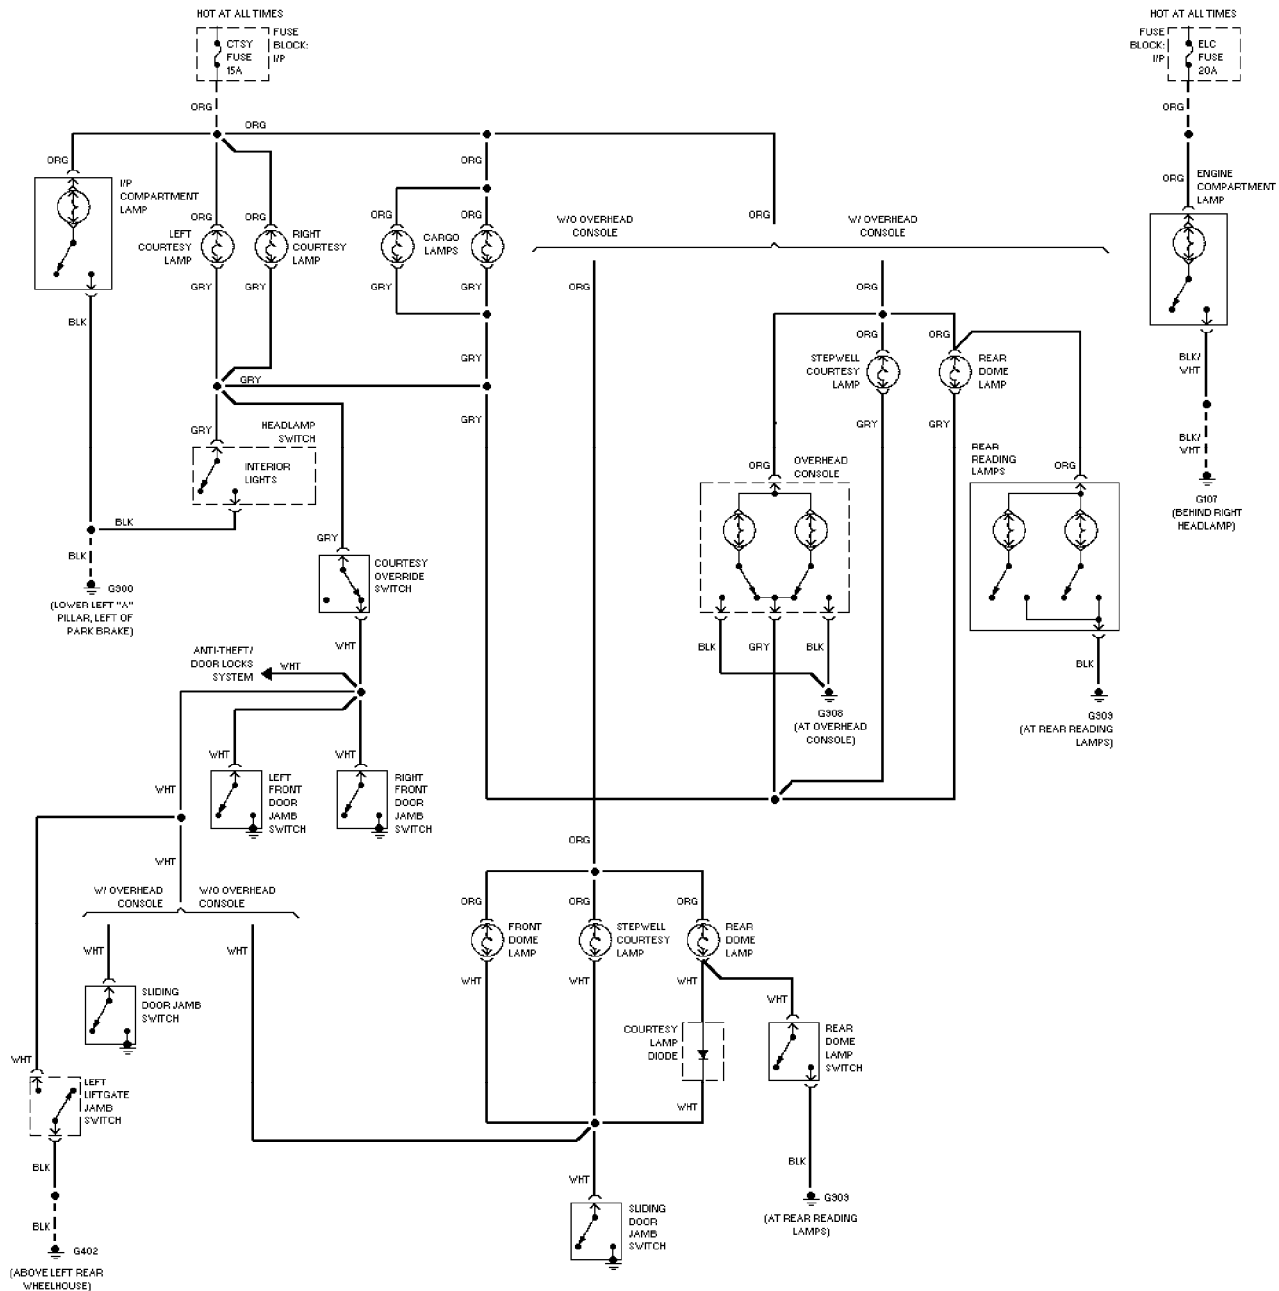 HOT AT ALL TIMES
CTSY
FUSE
15A
FUSE
BLOCK:
I/P
HOT AT ALL TIMES
FUSE
BLOCK:
I/P
ELC
FUSE
20A
ORG
ORG
ORG
ORG
ORG
ORG
I/P
COMPARTMENT
LAMP
ENGINE
COMPARTMENT
LAMP
ORG
ORG
ORG
ORG
ORG
ORG
LEFT
COURTESY
LAMP
RIGHT
COURTESY
LAMP
CARGO
LAMPS
W/O OVERHEAD
CONSOLE
W/ OVERHEAD
CONSOLE
GRY
GRY
GRY
GRY
ORG
ORG
BLK
ORG
ORG
GRY
STEPWELL
COURTESY
LAMP
REAR
DOME
LAMP
BLK/
WHT
GRY
GRY
GRY
GRY
GRY
HEADLAMP
SWITCH
INTERIOR
LIGHTS
BLK/
WHT
ORG
OVERHEAD
CONSOLE
REAR
READING
LAMPS
ORG
G107
(BEHIND RIGHT
HEADLAMP)
BLK
BLK
GRY
COURTESY
OVERRIDE
SWITCH
G900
(LOWER LEFT "A"
PILLAR, LEFT OF
PARK BRAKE)
WHT
BLK
GRY
BLK
BLK
ANTI-THEFT/
DOOR LOCKS
SYSTEM
WHT
G908
(AT OVERHEAD
CONSOLE)
G909
(AT REAR READING
LAMPS)
WHT
WHT
WHT
LEFT
FRONT
DOOR
JAMB
SWITCH
RIGHT
FRONT
DOOR
JAMB
SWITCH
ORG
WHT
W/ OVERHEAD
CONSOLE
W/O OVERHEAD
CONSOLE
ORG
ORG
ORG
FRONT
DOME
LAMP
STEPWELL
COURTESY
LAMP
REAR
DOME
LAMP
WHT
WHT
WHT
WHT
WHT
WHT
SLIDING
DOOR JAMB
SWITCH
COURTESY
LAMP
DIODE
REAR
DOME
LAMP
SWITCH
WHT
LEFT
LIFTGATE
JAMB
SWITCH
WHT
BLK
BLK
WHT
BLK
G909
(AT REAR READING
LAMPS)
SLIDING
DOOR
JAMB
SWITCH
G402
(ABOVE LEFT REAR
WHEELHOUSE)